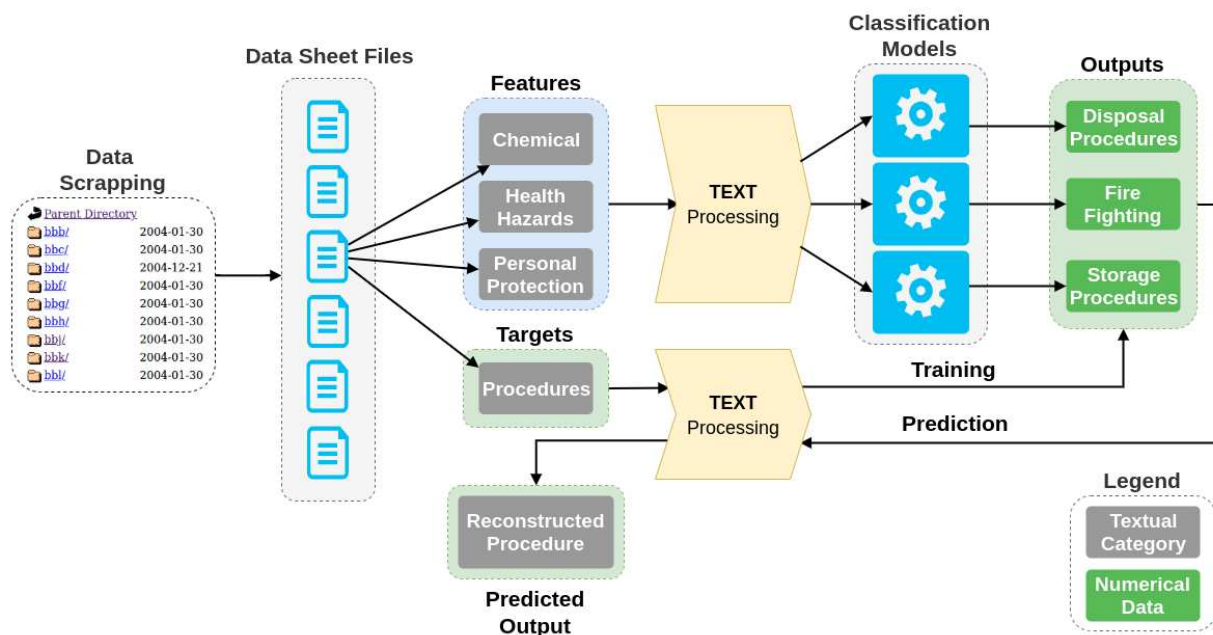 Data
Scrapping
Parent Directory
bbb/ 2004-01-30
bbc/ 2004-01-30
bbd/ 2004-12-21
bbf/ 2004-01-30
bbg/ 2004-01-30
bbh/ 2004-01-30
bbj/ 2004-01-30
bbk/ 2004-01-30
bbl/ 2004-01-30
Data Sheet Files
Features
Chemical
Health
Hazards
Personal
Protection
Targets
Procedures
TEXT
Processing
TEXT
Processing
Classification
Models
Outputs
Disposal
Procedures
Fire
Fighting
Storage
Procedures
Training
Prediction
Reconstructed
Procedure
Predicted
Output
Legend
Textual
Category
Numerical
Data